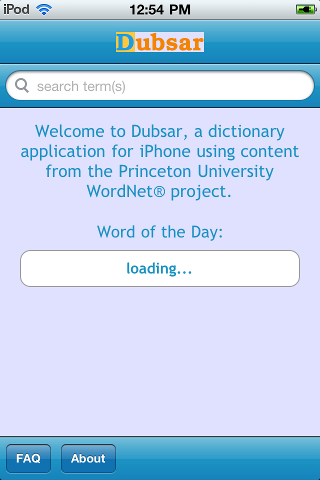 iPod 12:54 PM
Dubsar
search term(s)
Welcome to Dubsar, a dictionary
application for iPhone using content
from the Princeton University
WordNet® project.
Word of the Day:
loading...
FAQ About